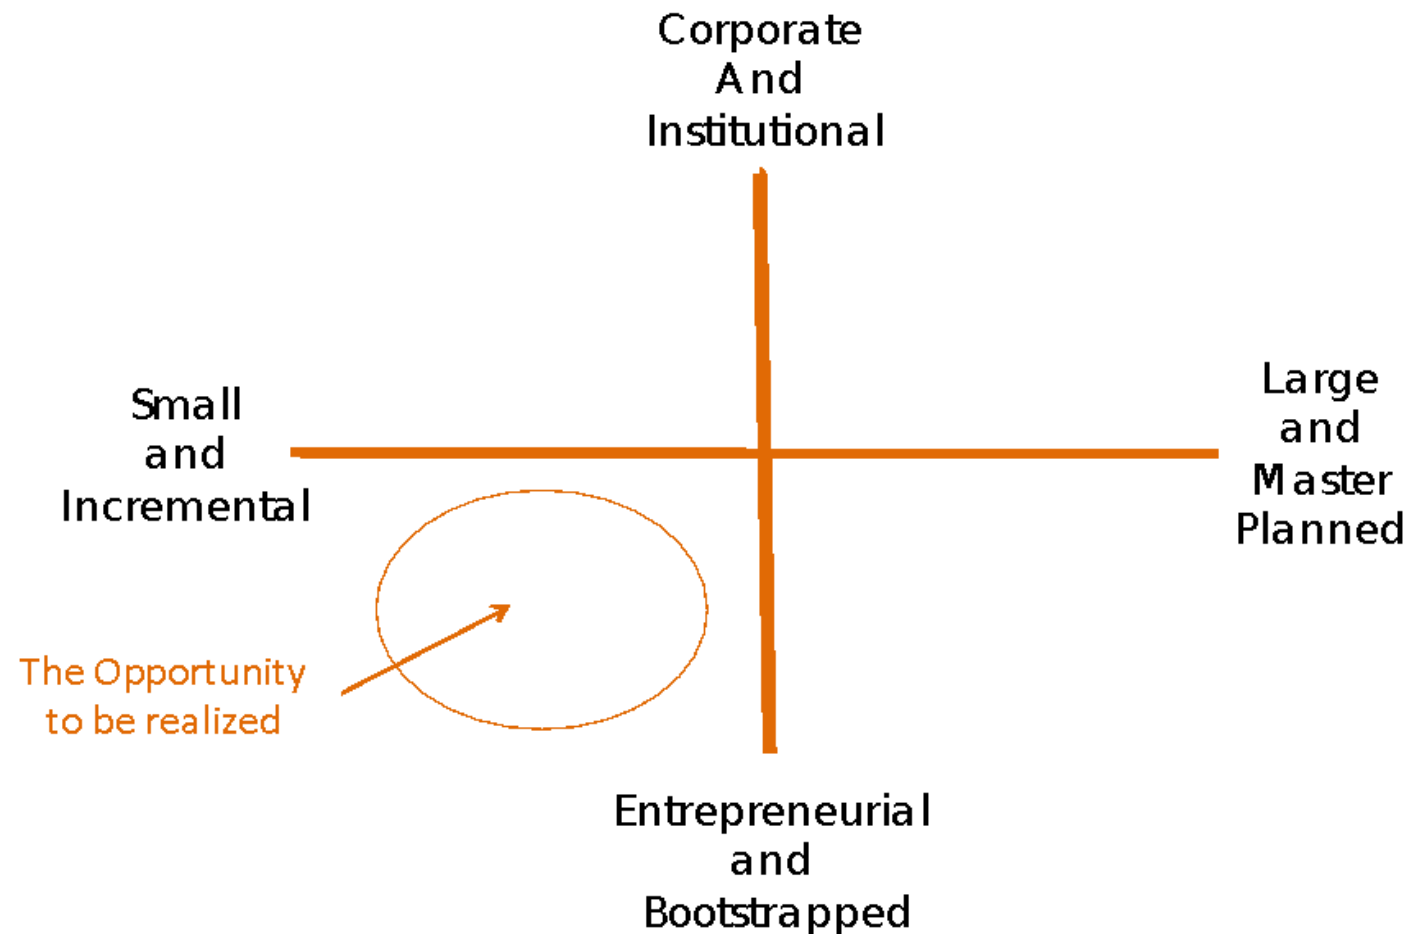 Corporate
And
Institutional
Small
and
Incremental
Large
and
Master
Planned
The Opportunity
to be realized
Entrepreneurial
and
Bootstrapped